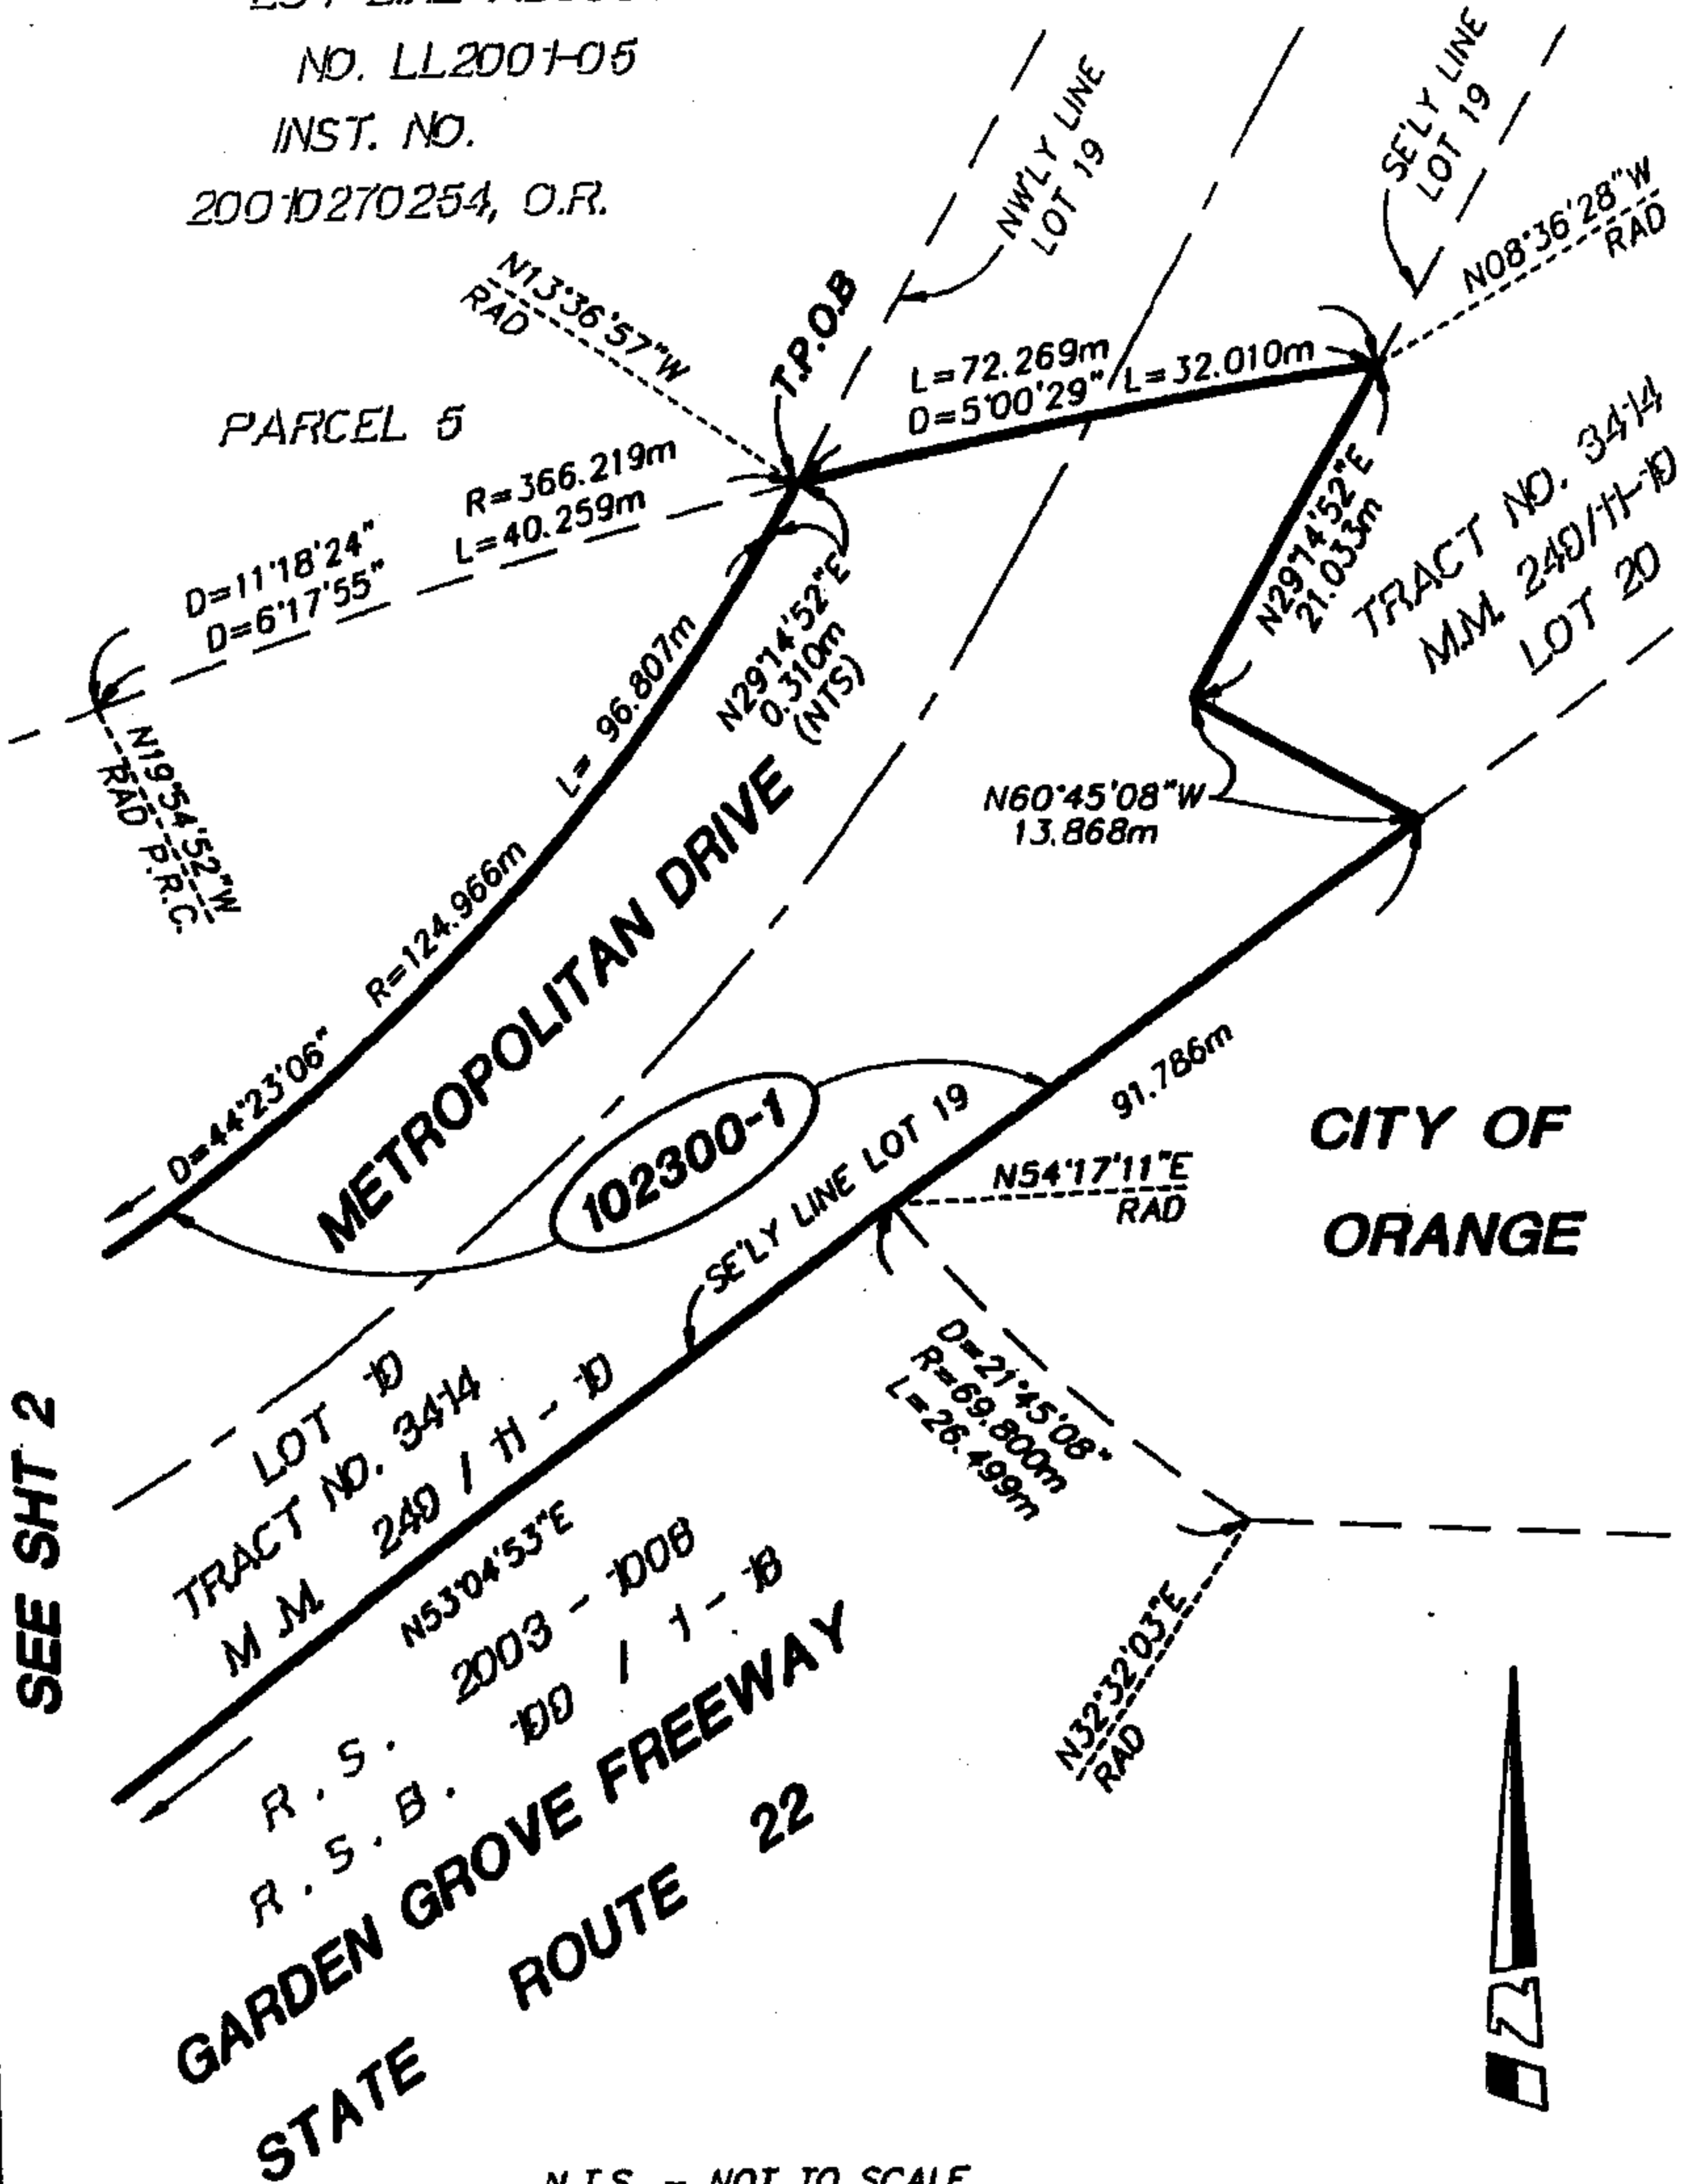 NO. LL2001-05
INST. NO.
20010270254, O.R.
NW'LY LINE
LOT 19
SE'LY LINE
LOT 19
N08°36'28"W
RAD
N13°36'57"W
RAD
T.P.O.B
L=72.269m
D=5°00'29"
L=32.010m
PARCEL 5
R=366.219m
L=40.259m
D=11°18'24"
D=6°17'55"
N29°14'52"E
21.033m
TRACT NO. 3414
M.M. 240/11-10
LOT 20
N29°14'52"E
0.310m
(NTS)
L= 96.807m
N19°54'52"W
RAD P.R.C.
N60°45'08"W
13.868m
R=124.966m
METROPOLITAN DRIVE
D=44°23'06"
102300-1
91.786m
SE'LY LINE LOT 19
N54°17'11"E
RAD
CITY OF
ORANGE
D=21°45'08"
R=69.800m
L=26.499m
SEE SHT 2
LOT 10
TRACT NO. 3414
M M 240 / 11 - 10
N53°04'53"E
N32°32'03"E
RAD
R. S. 2003 - 1008
R. S. B.
GARDEN GROVE FREEWAY
STATE ROUTE 22
N
N.T.S. - NOT TO SCALE